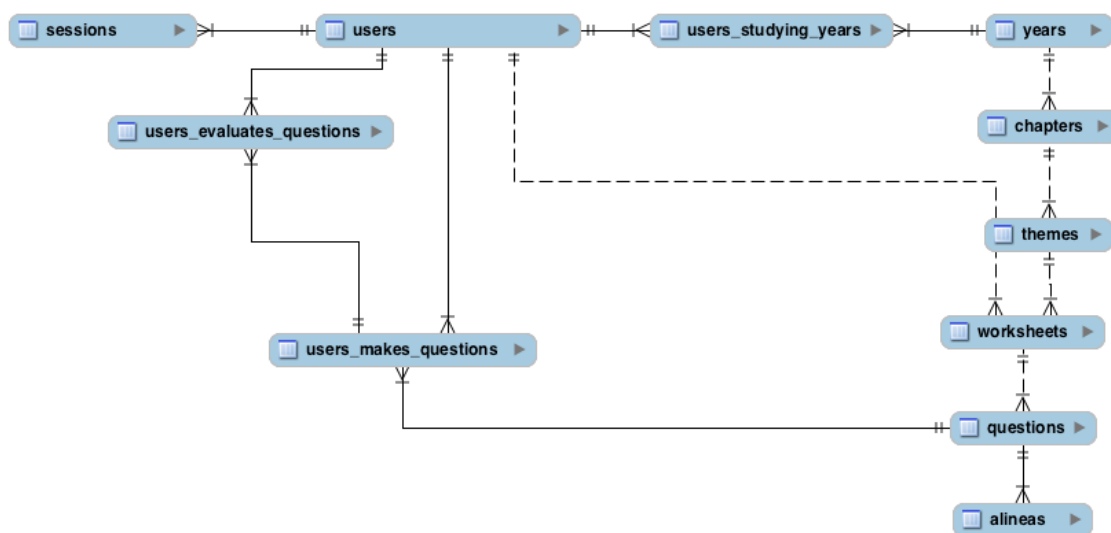 sessions
users
users_studying_years
years
users_evaluates_questions
chapters
themes
worksheets
users_makes_questions
questions
alineas